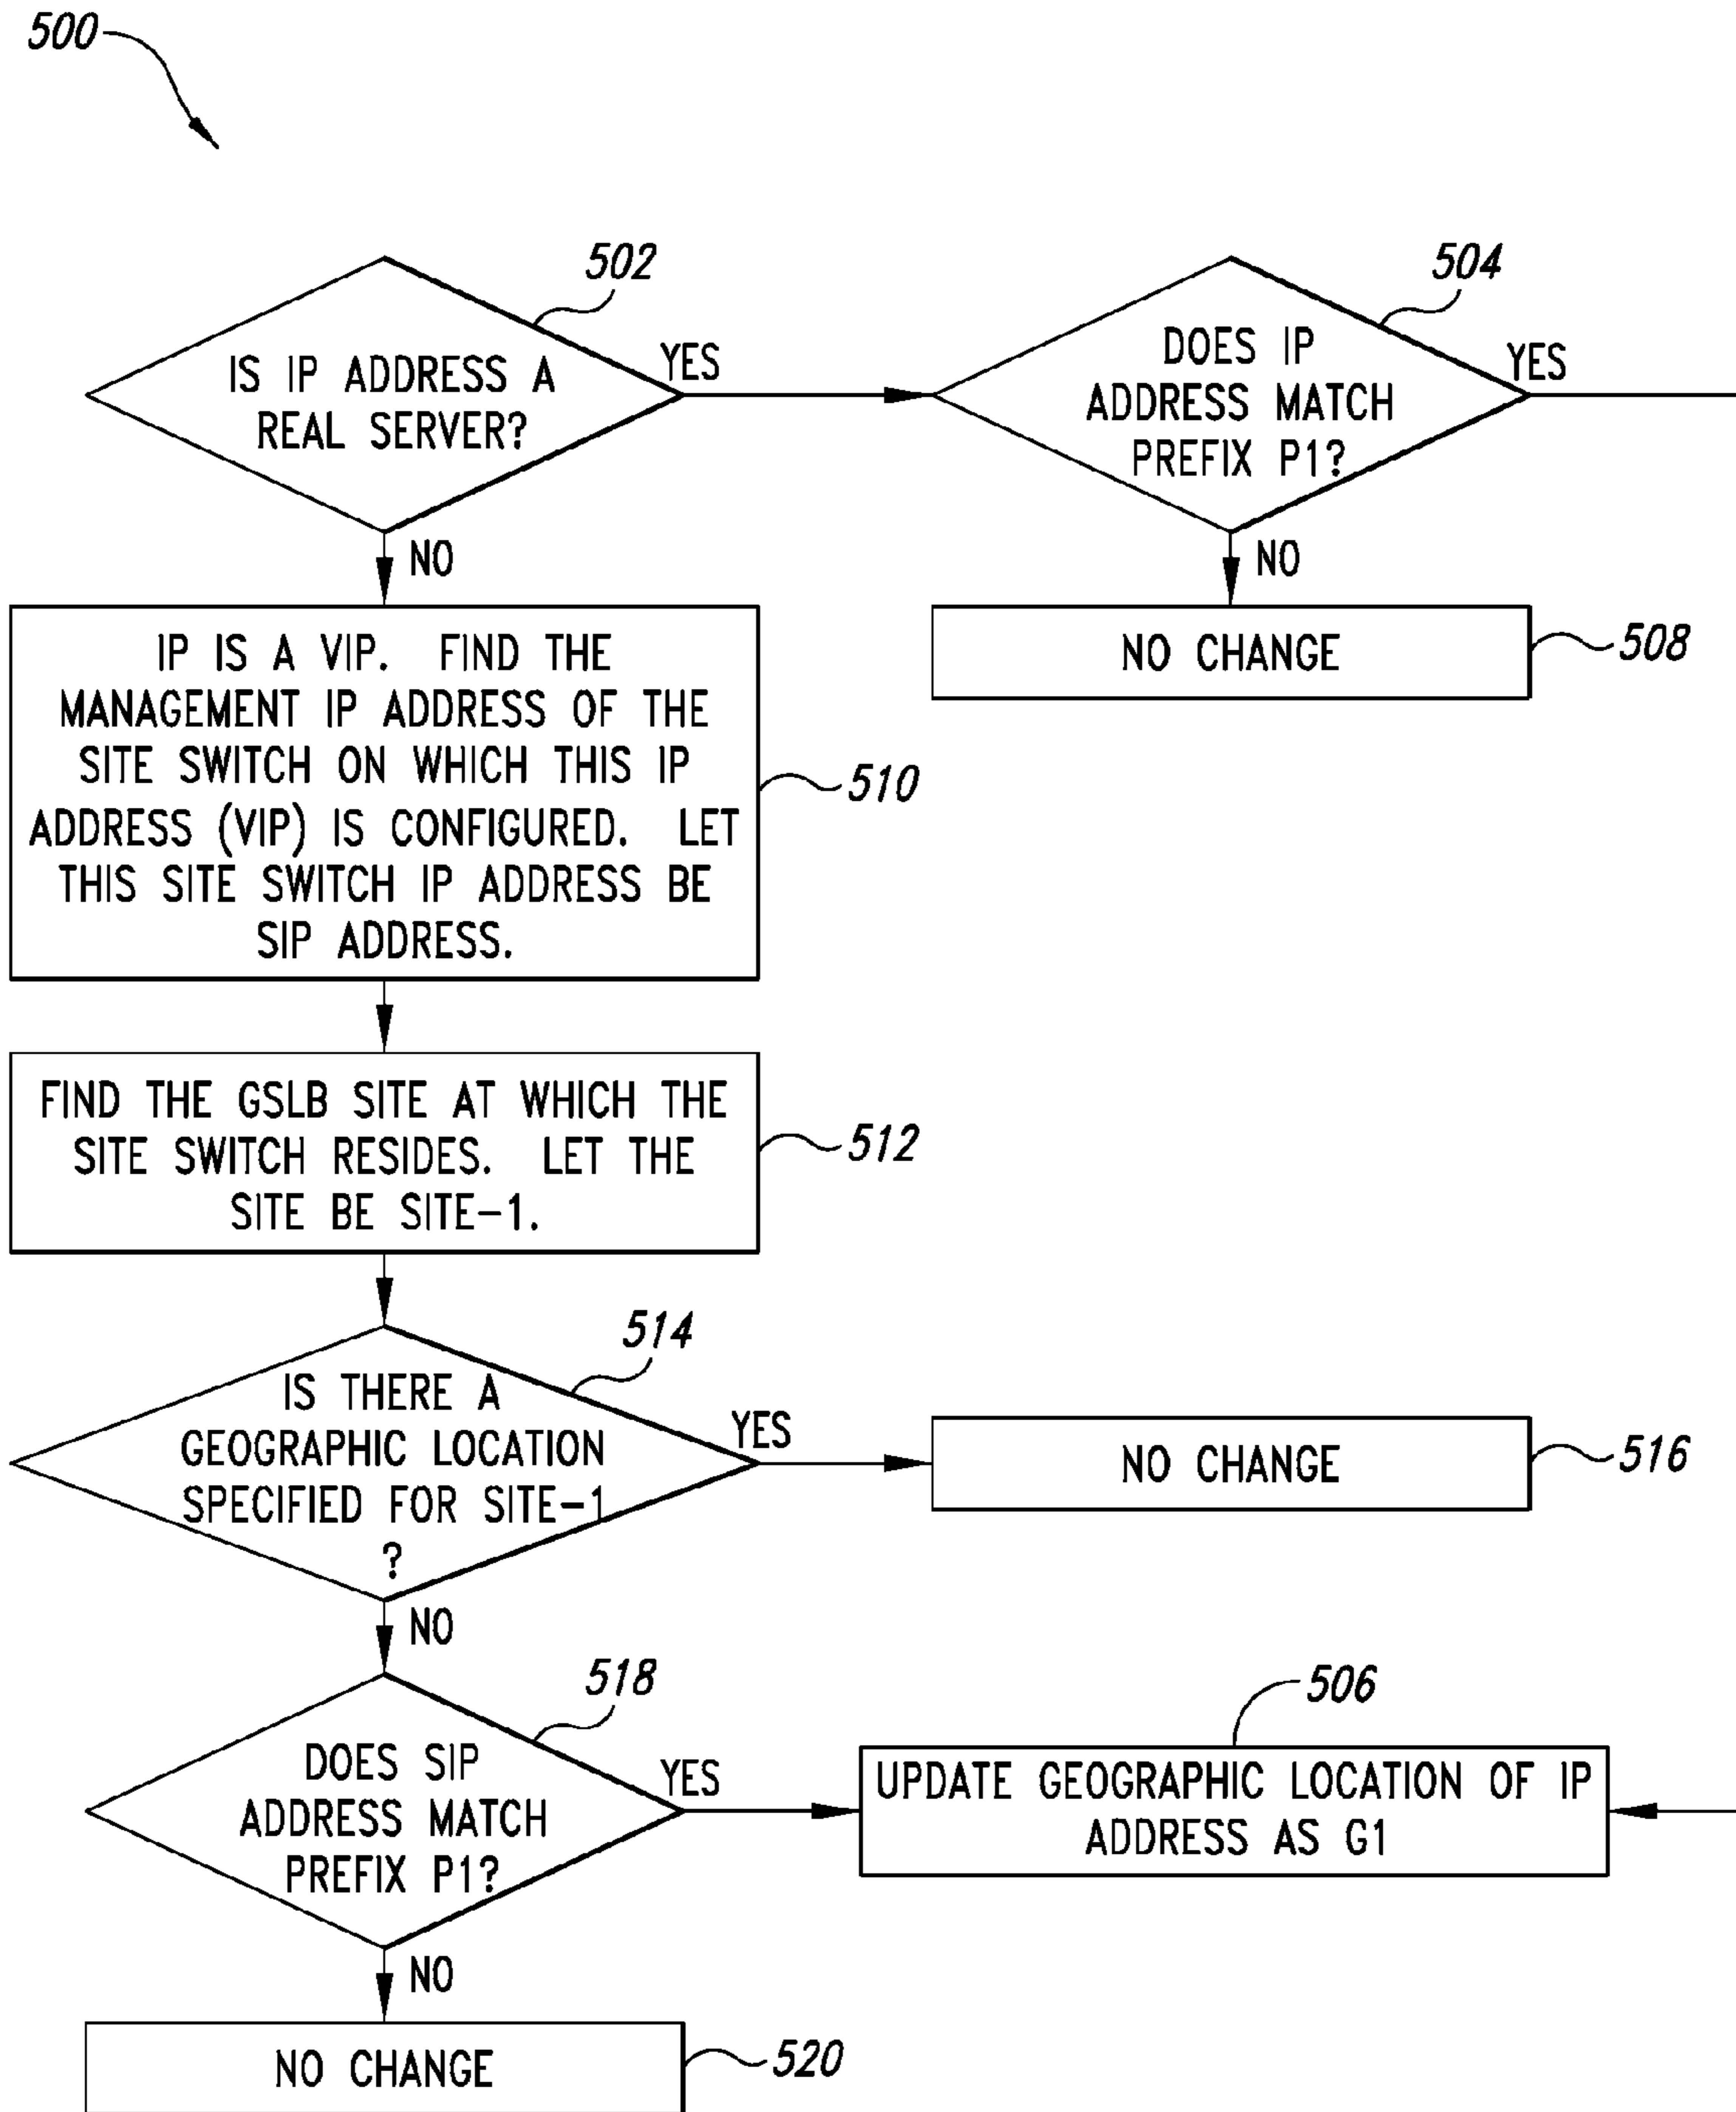 500
502
504
IS IP ADDRESS A
REAL SERVER?
YES
DOES IP
ADDRESS MATCH
PREFIX P1?
YES
NO
NO
IP IS A VIP. FIND THE
MANAGEMENT IP ADDRESS OF THE
SITE SWITCH ON WHICH THIS IP
ADDRESS (VIP) IS CONFIGURED. LET
THIS SITE SWITCH IP ADDRESS BE
SIP ADDRESS.
510
NO CHANGE
508
FIND THE GSLB SITE AT WHICH THE
SITE SWITCH RESIDES. LET THE
SITE BE SITE-1.
512
514
IS THERE A
GEOGRAPHIC LOCATION
SPECIFIED FOR SITE-1
?
YES
NO CHANGE
516
NO
518
DOES SIP
ADDRESS MATCH
PREFIX P1?
YES
506
UPDATE GEOGRAPHIC LOCATION OF IP
ADDRESS AS G1
NO
NO CHANGE
520